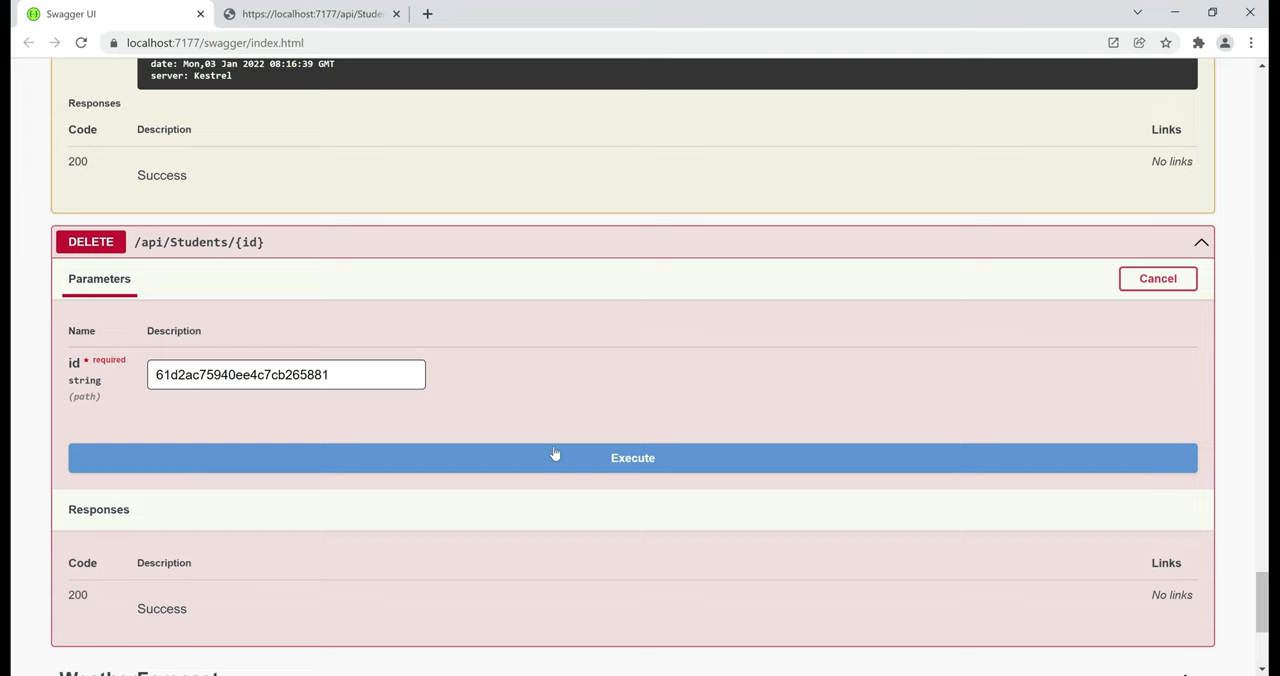 Swagger UI
https://localhost:7177/api/Stude
localhost:7177/swagger/index.html
date: Mon,03 Jan 2022 08:16:39 GMT
server: Kestrel
Responses
Code Description Links
200 No links
Success
DELETE /api/Students/{id}
Parameters Cancel
Name Description
id * required
string
(path)
61d2ac75940ee4c7cb265881
Execute
Responses
Code Description Links
200 No links
Success
WeatherForecast